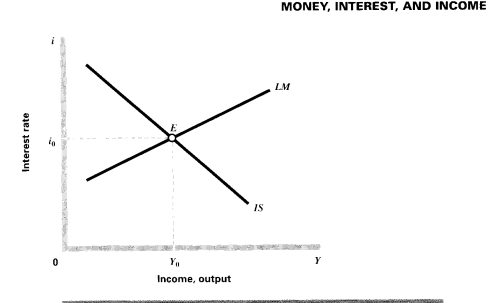 MONEY, INTEREST, AND INCOME
i
LM
E
Interest rate
i₀
IS
0
Y₀
Y
Income, output